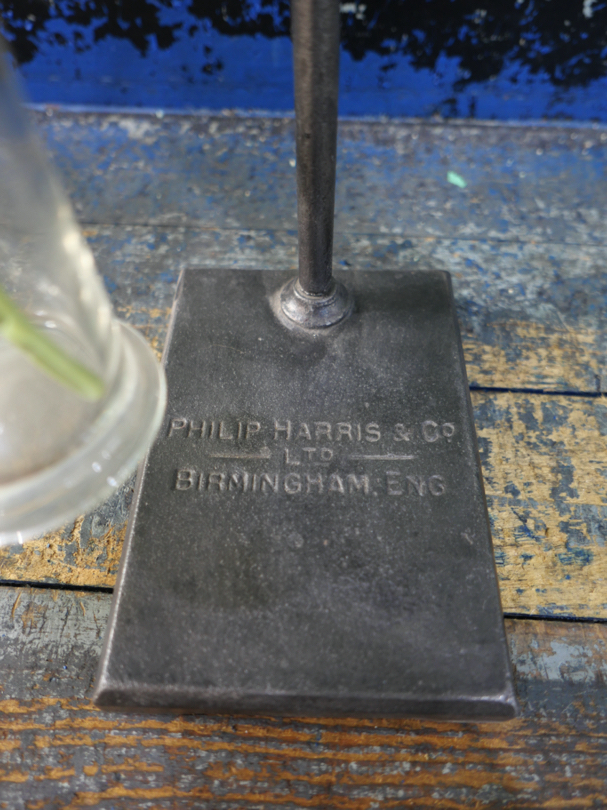 PHILIP HARRIS & Co
LTD
BIRMINGHAM. ENG